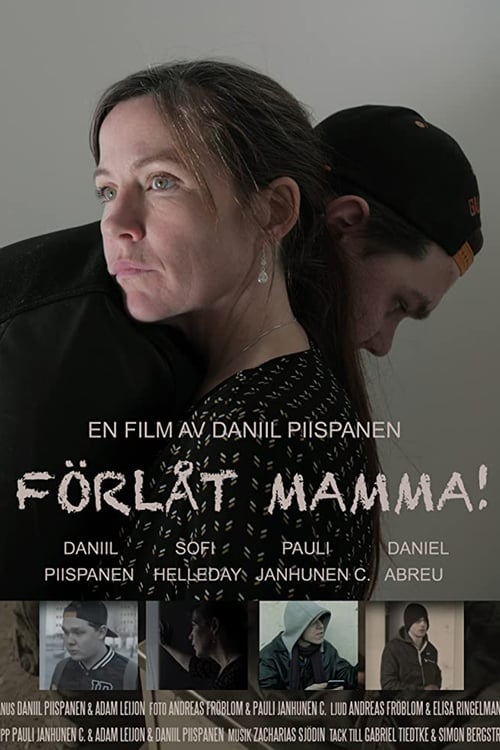 EN FILM AV DANIIL PIISPANEN
FÖRLÅT MAMMA!
DANIIL SOFI PAULI DANIEL
PIISPANEN HELLEDAY JANHUNEN C. ABREU
ANUS DANIIL PIISPANEN & ADAM LEIJON FOTO ANDREAS FRÖBLOM & PAULI JANHUNEN C. LJUD ANDREAS FRÖBLOM & ELISA RINGELMAN
PP PAULI JANHUNEN C. & ADAM LEIJON & DANIIL PIISPANEN MUSIK ZACHARIAS SJÖDIN TACK TILL GABRIEL TIEDTKE & SIMON BERGSTR